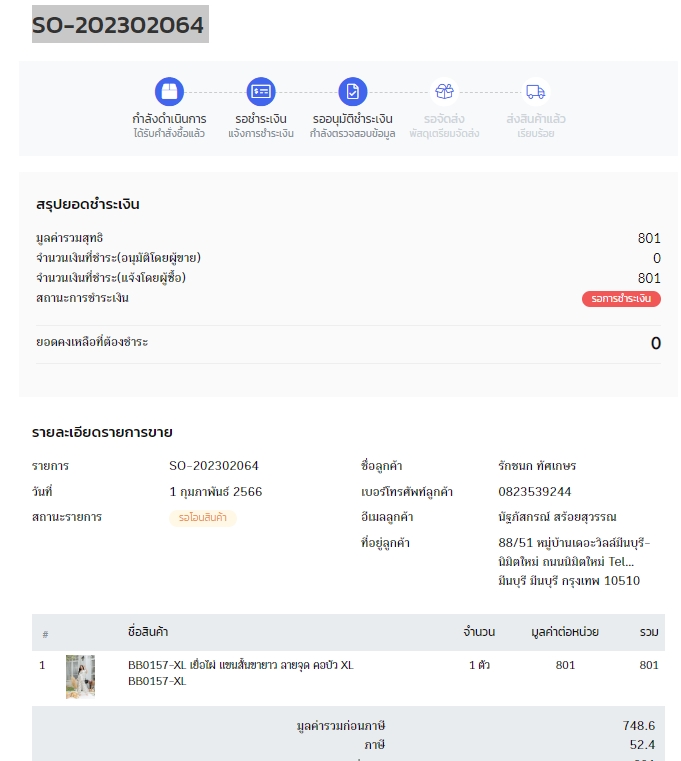 SO-202302064
กำลังดำเนินการ
ได้รับคำสั่งซื้อแล้ว
รอชำระเงิน
แจ้งการชำระเงิน
รออนุมัติชำระเงิน
กำลังตรวจสอบข้อมูล
รอจัดส่ง
พัสดุเตรียมจัดส่ง
ส่งสินค้าแล้ว
เรียบร้อย
สรุปยอดชำระเงิน
มูลค่ารวมสุทธิ 801
จำนวนเงินที่ชำระ(อนุมัติโดยผู้ขาย) 0
จำนวนเงินที่ชำระ(แจ้งโดยผู้ซื้อ) 801
สถานะการชำระเงิน รอการชำระเงิน
ยอดคงเหลือที่ต้องชำระ 0
รายละเอียดรายการขาย
รายการ SO-202302064
วันที่ 1 กุมภาพันธ์ 2566
สถานะรายการ รอโอนสินค้า
ชื่อลูกค้า รักชนก ทัศเกษร
เบอร์โทรศัพท์ลูกค้า 0823539244
อีเมลลูกค้า นัฐภัสกรณ์ สร้อยสุวรรณ
ที่อยู่ลูกค้า 88/51 หมู่บ้านเดอะวิลล์มีนบุรี-
นิมิตใหม่ ถนนนิมิตใหม่ Tel...
มีนบุรี มีนบุรี กรุงเทพ 10510
# ชื่อสินค้า จำนวน มูลค่าต่อหน่วย รวม
1 BB0157-XL เยื่อไผ่ แขนสั้นขายาว ลายจุด คอบัว XL 1 ตัว 801 801
BB0157-XL
มูลค่ารวมก่อนภาษี 748.6
ภาษี 52.4